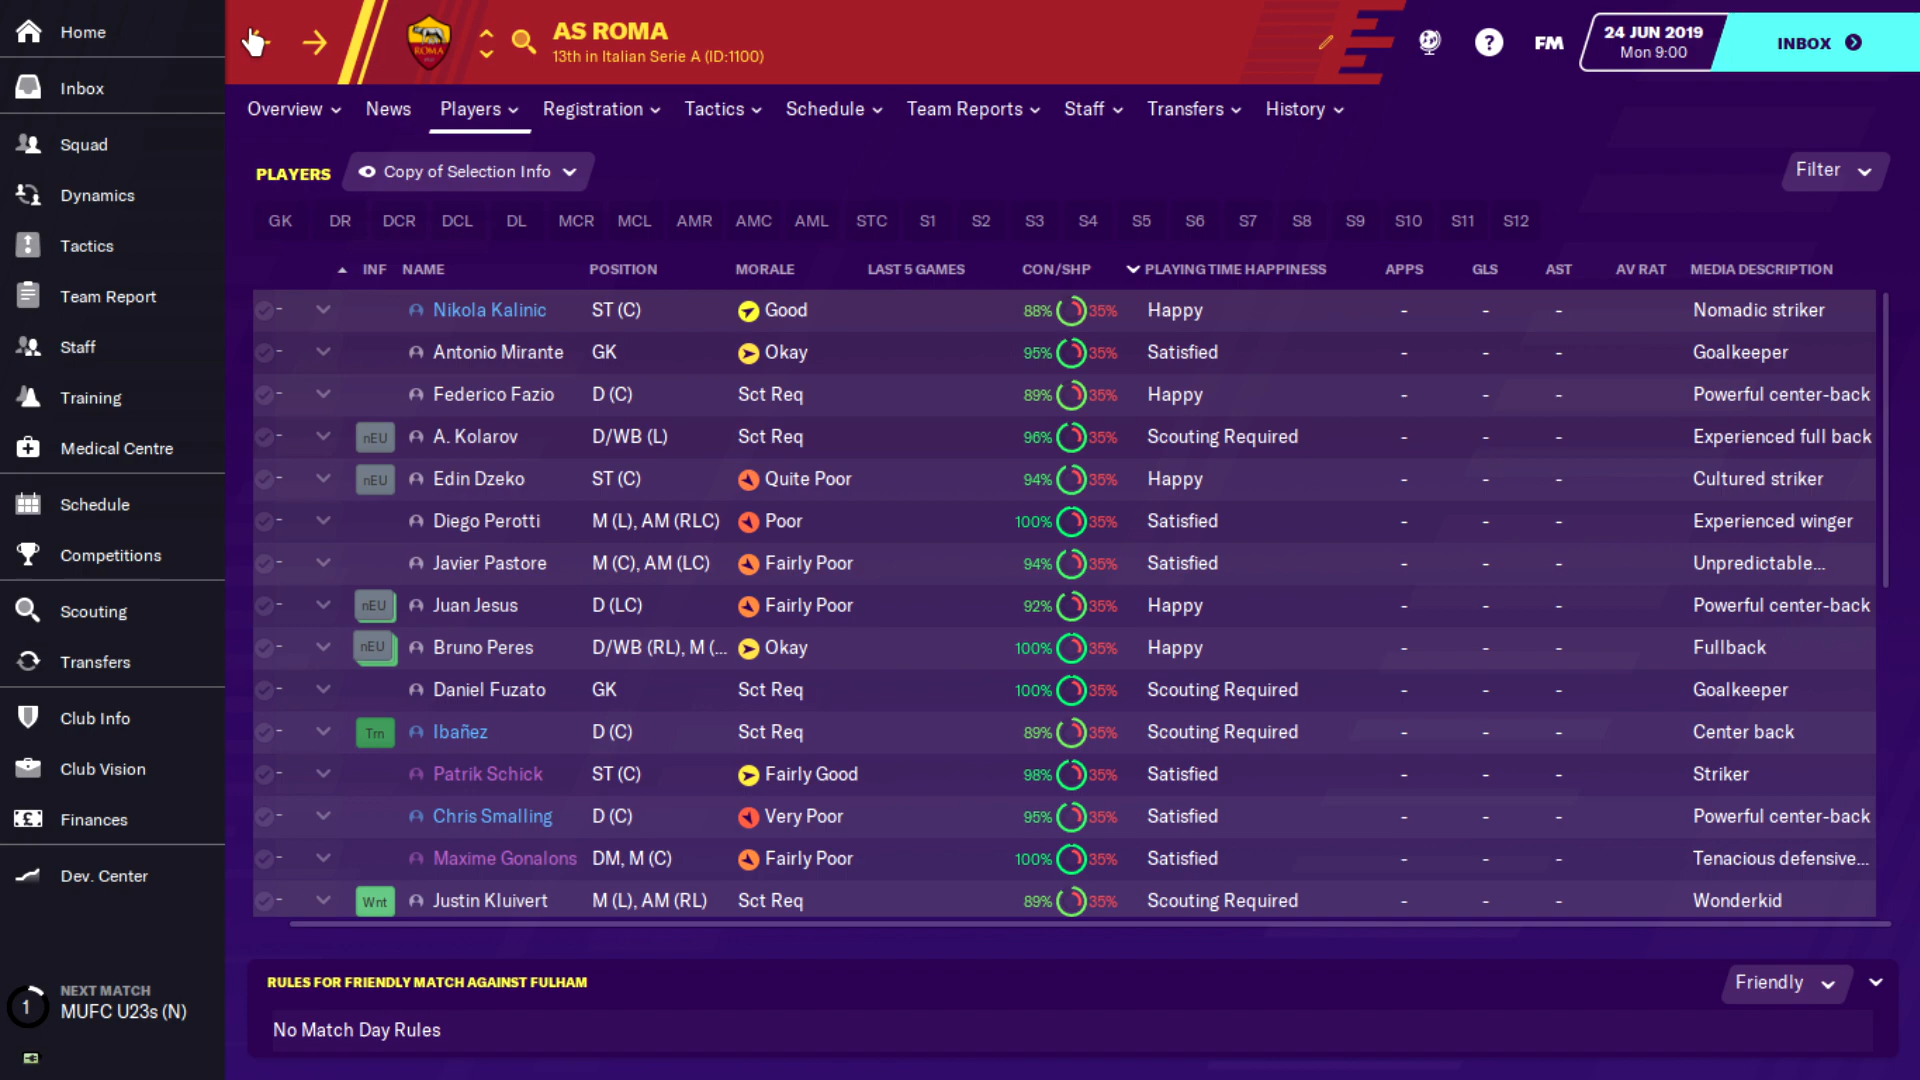 Home
Inbox
Squad
Dynamics
Tactics
Team Report
Staff
Training
Medical Centre
Schedule
Competitions
Scouting
Transfers
Club Info
Club Vision
Finances
Dev. Center
1 NEXT MATCH
MUFC U23s (N)
ROMA
AS ROMA
13th in Italian Serie A (ID:1100)
? FM
24 JUN 2019
Mon 9:00
INBOX
Overview News Players Registration Tactics Schedule Team Reports Staff Transfers History
PLAYERS Copy of Selection Info Filter
GK DR DCR DCL DL MCR MCL AMR AMC AML STC S1 S2 S3 S4 S5 S6 S7 S8 S9 S10 S11 S12
INF NAME POSITION MORALE LAST 5 GAMES CON/SHP PLAYING TIME HAPPINESS APPS GLS AST AV RAT MEDIA DESCRIPTION
- Nikola Kalinic ST (C) Good 88% 35% Happy - - - Nomadic striker
- Antonio Mirante GK Okay 95% 35% Satisfied - - - Goalkeeper
- Federico Fazio D (C) Sct Req 89% 35% Happy - - - Powerful center-back
- nEU A. Kolarov D/WB (L) Sct Req 96% 35% Scouting Required - - - Experienced full back
- nEU Edin Dzeko ST (C) Quite Poor 94% 35% Happy - - - Cultured striker
- Diego Perotti M (L), AM (RLC) Poor 100% 35% Satisfied - - - Experienced winger
- Javier Pastore M (C), AM (LC) Fairly Poor 94% 35% Satisfied - - - Unpredictable...
- nEU Juan Jesus D (LC) Fairly Poor 92% 35% Happy - - - Powerful center-back
- nEU Bruno Peres D/WB (RL), M (... Okay 100% 35% Happy - - - Fullback
- Daniel Fuzato GK Sct Req 100% 35% Scouting Required - - - Goalkeeper
- Trn Ibañez D (C) Sct Req 89% 35% Scouting Required - - - Center back
- Patrik Schick ST (C) Fairly Good 98% 35% Satisfied - - - Striker
- Chris Smalling D (C) Very Poor 95% 35% Satisfied - - - Powerful center-back
- Maxime Gonalons DM, M (C) Fairly Poor 100% 35% Satisfied - - - Tenacious defensive...
- Wnt Justin Kluivert M (L), AM (RL) Sct Req 89% 35% Scouting Required - - - Wonderkid
RULES FOR FRIENDLY MATCH AGAINST FULHAM Friendly
No Match Day Rules